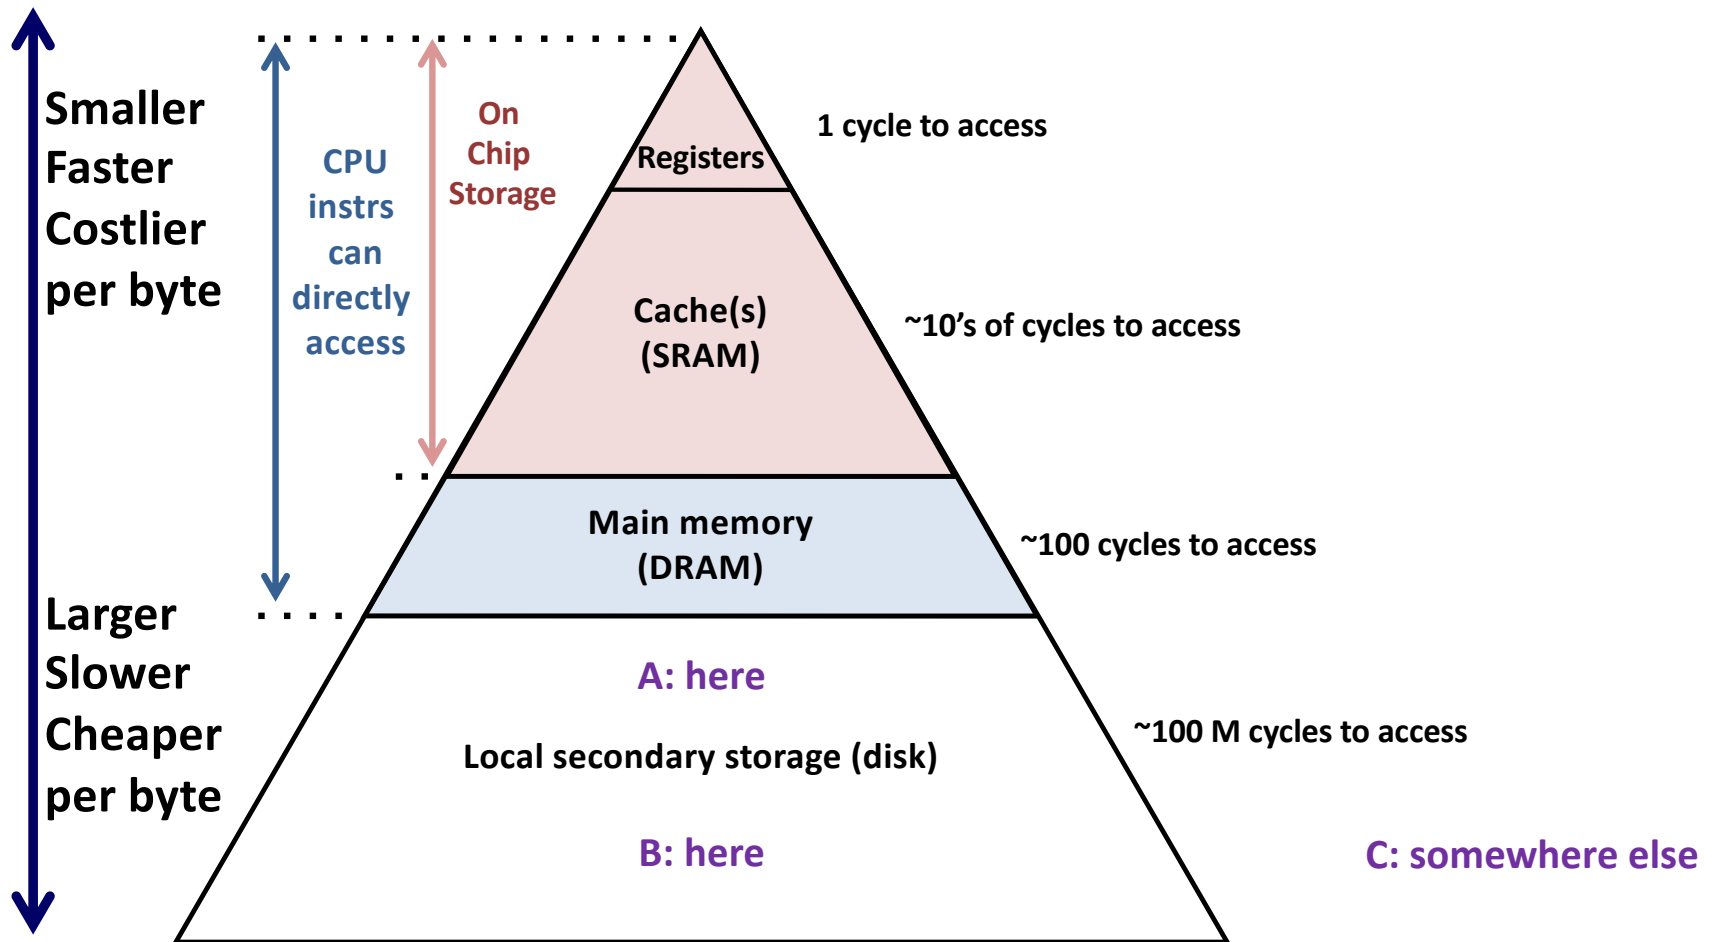 Smaller
Faster
Costlier
per byte
CPU
instrs
can
directly
access
On
Chip
Storage
Registers
1 cycle to access
Cache(s)
(SRAM)
~10’s of cycles to access
Main memory
(DRAM)
~100 cycles to access
Larger
Slower
Cheaper
per byte
A: here
Local secondary storage (disk)
~100 M cycles to access
B: here
C: somewhere else